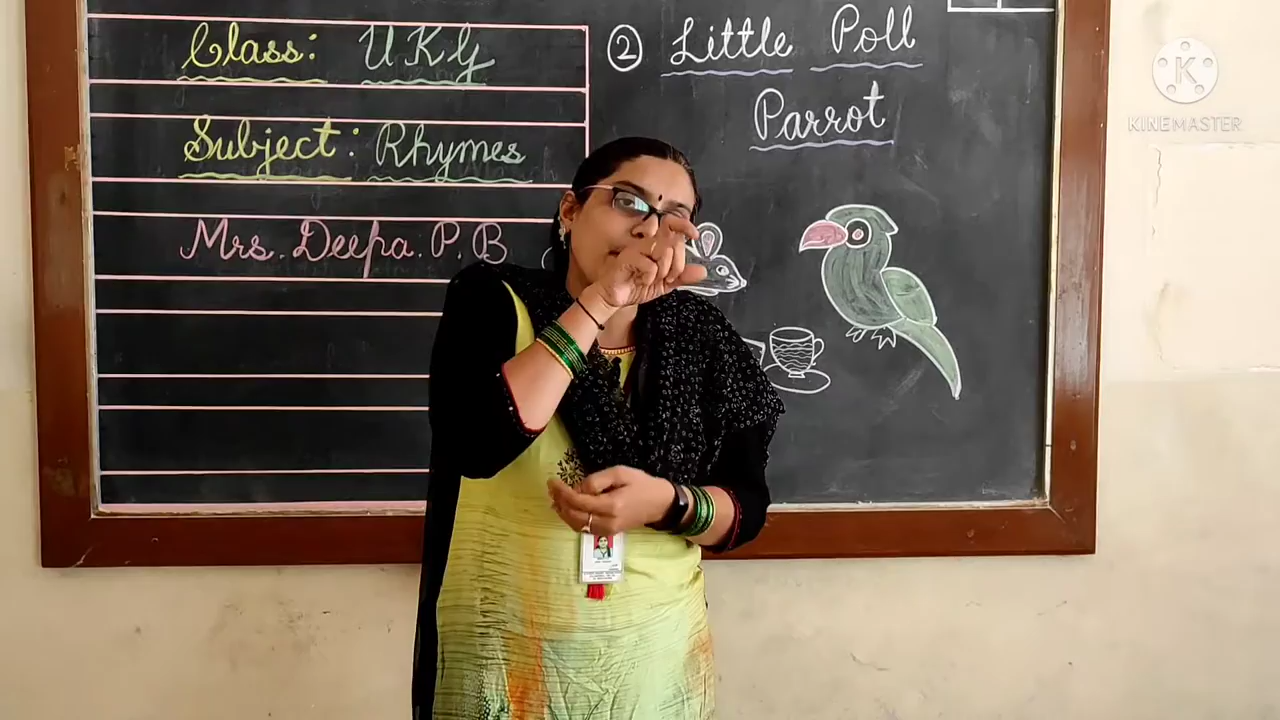 Class: UKG
Subject: Rhymes
Mrs. Deepa. P. B
② Little Poll
Parrot
K
KINEMASTER